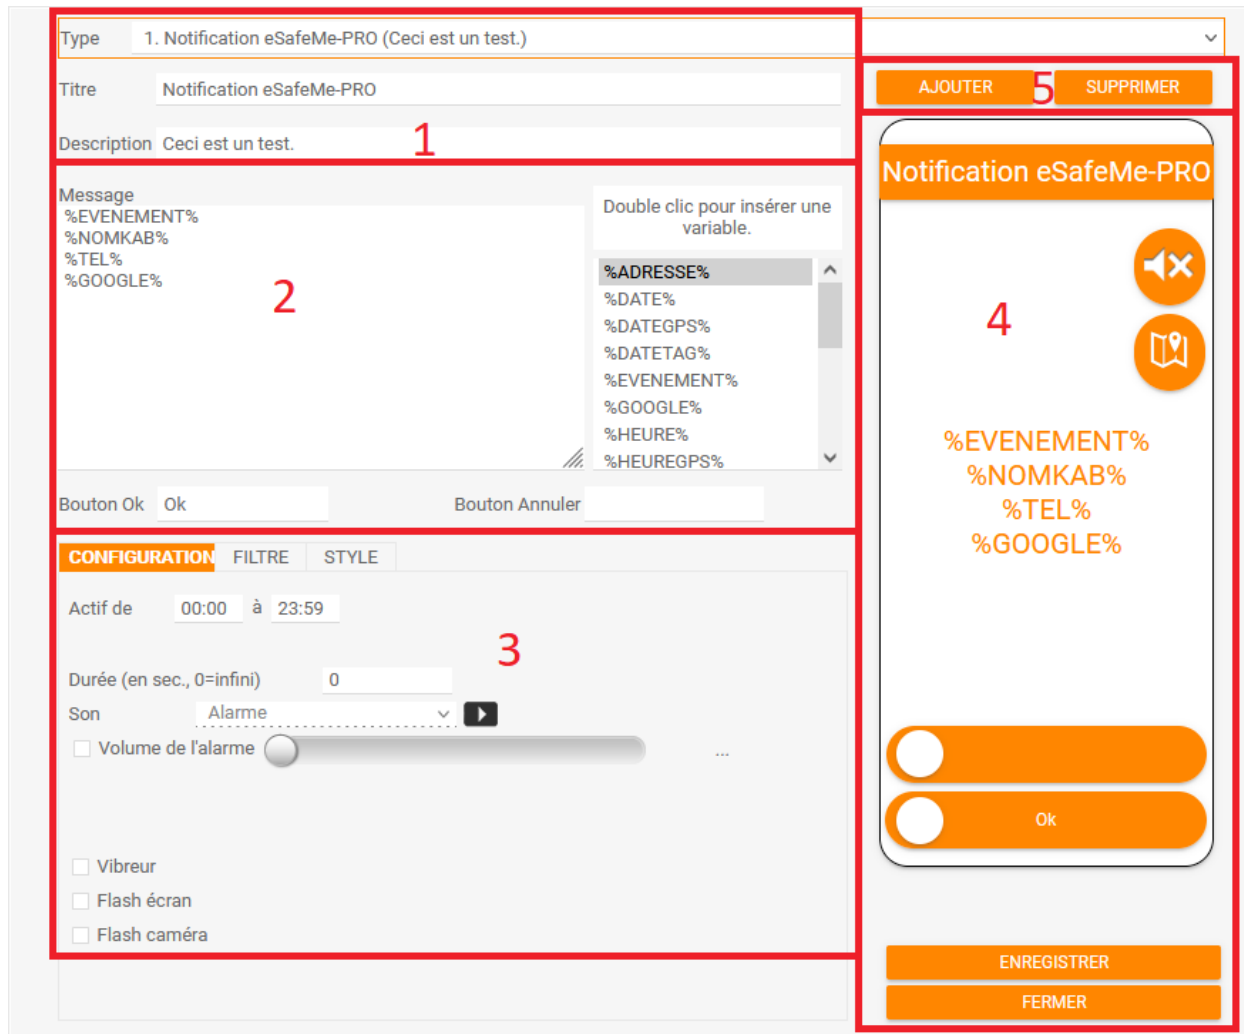 Type 1. Notification eSafeMe-PRO (Ceci est un test.)
Titre Notification eSafeMe-PRO
Description Ceci est un test.
1
AJOUTER 5 SUPPRIMER
Message
%EVENEMENT%
%NOMKAB%
%TEL%
%GOOGLE%
2
Double clic pour insérer une
variable.
%ADRESSE%
%DATE%
%DATEGPS%
%DATETAG%
%EVENEMENT%
%GOOGLE%
%HEURE%
%HEUREGPS%
Bouton Ok Ok Bouton Annuler
CONFIGURATION FILTRE STYLE
Actif de 00:00 à 23:59
3
Durée (en sec., 0=infini) 0
Son Alarme
Volume de l'alarme ...
Vibreur
Flash écran
Flash caméra
Notification eSafeMe-PRO
4
%EVENEMENT%
%NOMKAB%
%TEL%
%GOOGLE%
Ok
ENREGISTRER
FERMER